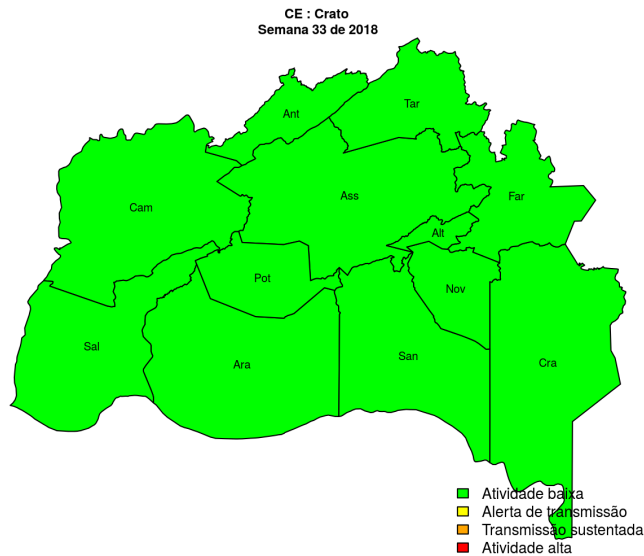 CE : Crato
Semana 33 de 2018
Tar
Ant
Ass
Far
Cam
Alt
Pot
Nov
Sal
San
Cra
Ara
Atividade baixa
Alerta de transmissão
Transmissão sustentada
Atividade alta